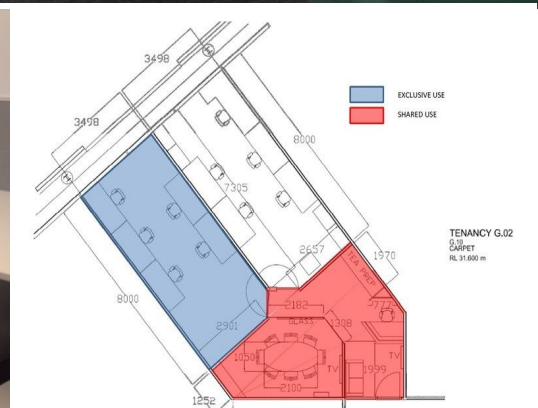 3498
3498
H
H
EXCLUSIVE USE
SHARED USE
8000
7305
TENANCY G.02
G.10
CARPET
RL 31.600 m
2657
1970
TEA PREP
8000
2182
GLASS
1308
2901
1050
TV
TV
1999
2100
1252